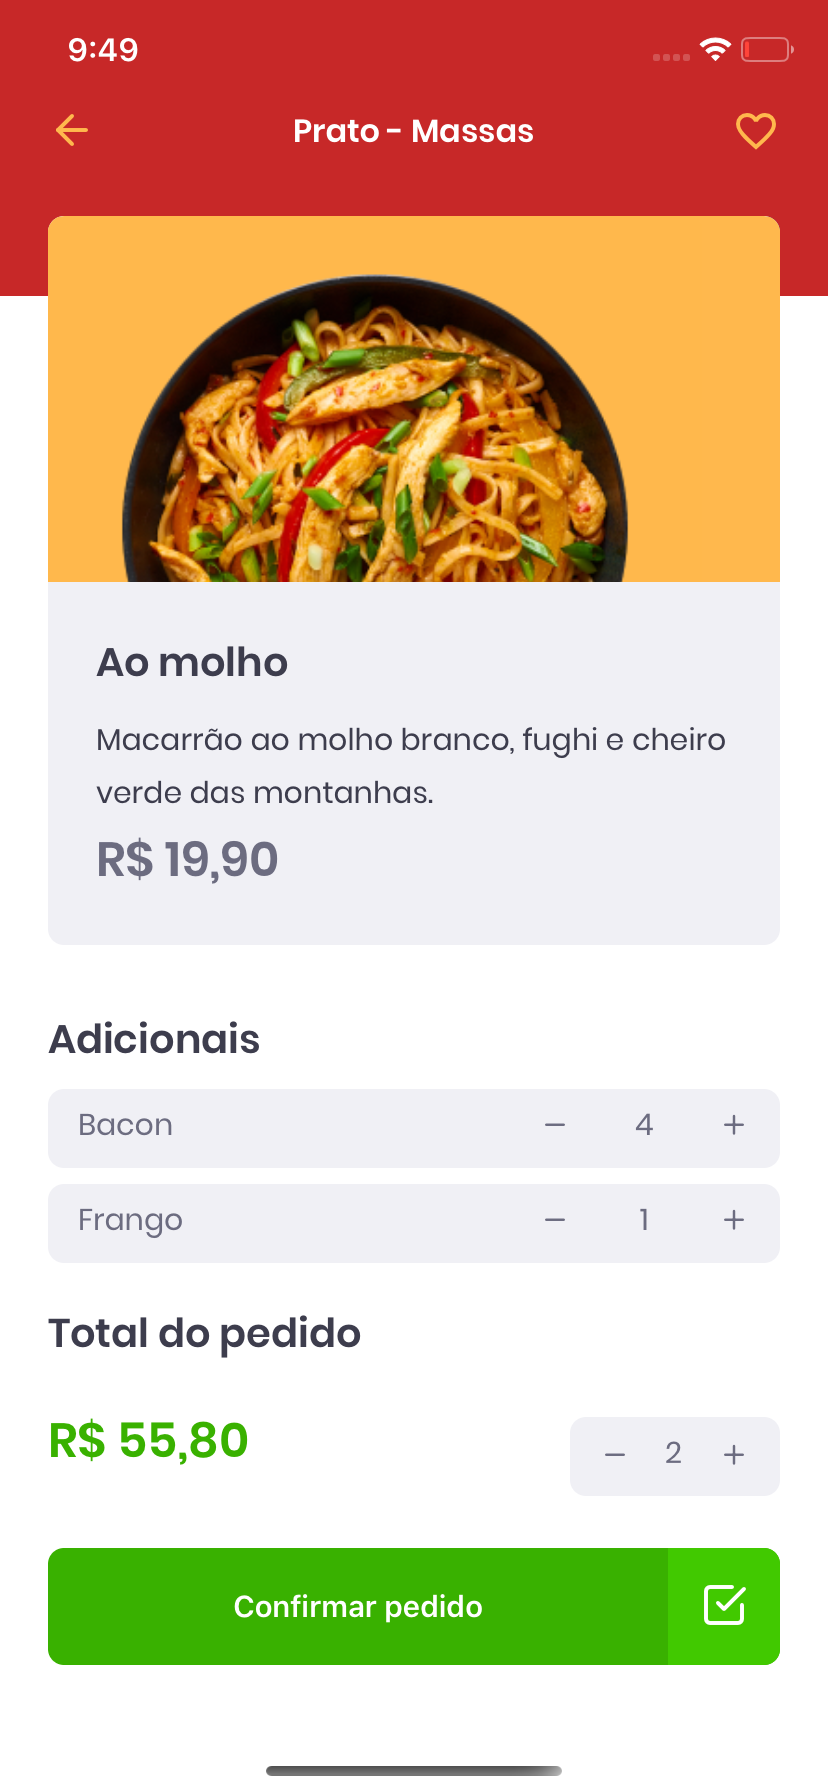 9:49
Prato - Massas
Ao molho
Macarrão ao molho branco, fughi e cheiro
verde das montanhas.
R$ 19,90
Adicionais
Bacon − 4 +
Frango − 1 +
Total do pedido
R$ 55,80 − 2 +
Confirmar pedido